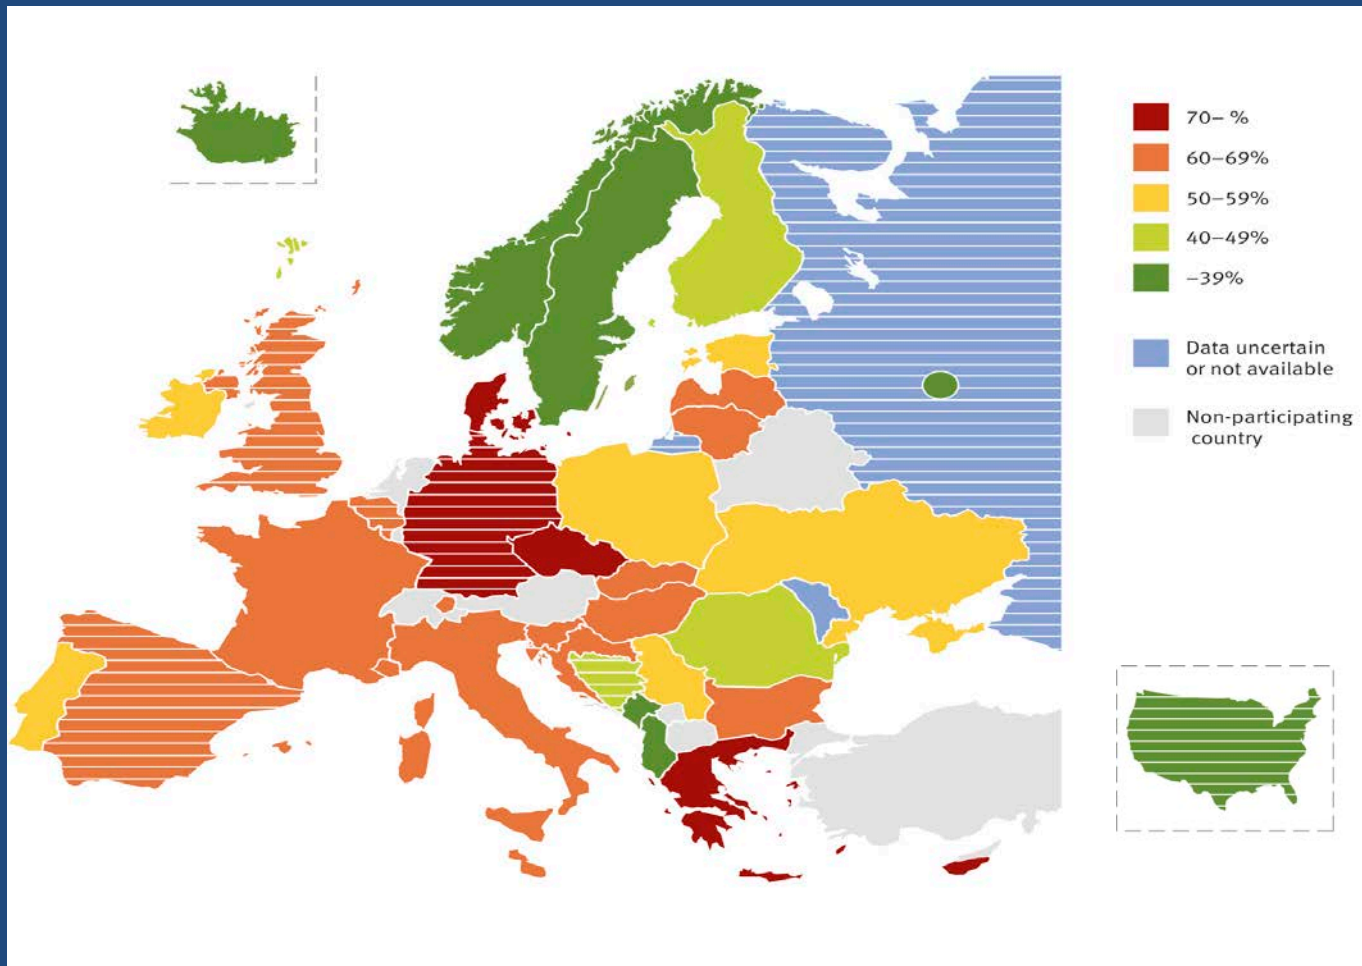 70– %
60–69%
50–59%
40–49%
–39%
Data uncertain
or not available
Non-participating
country